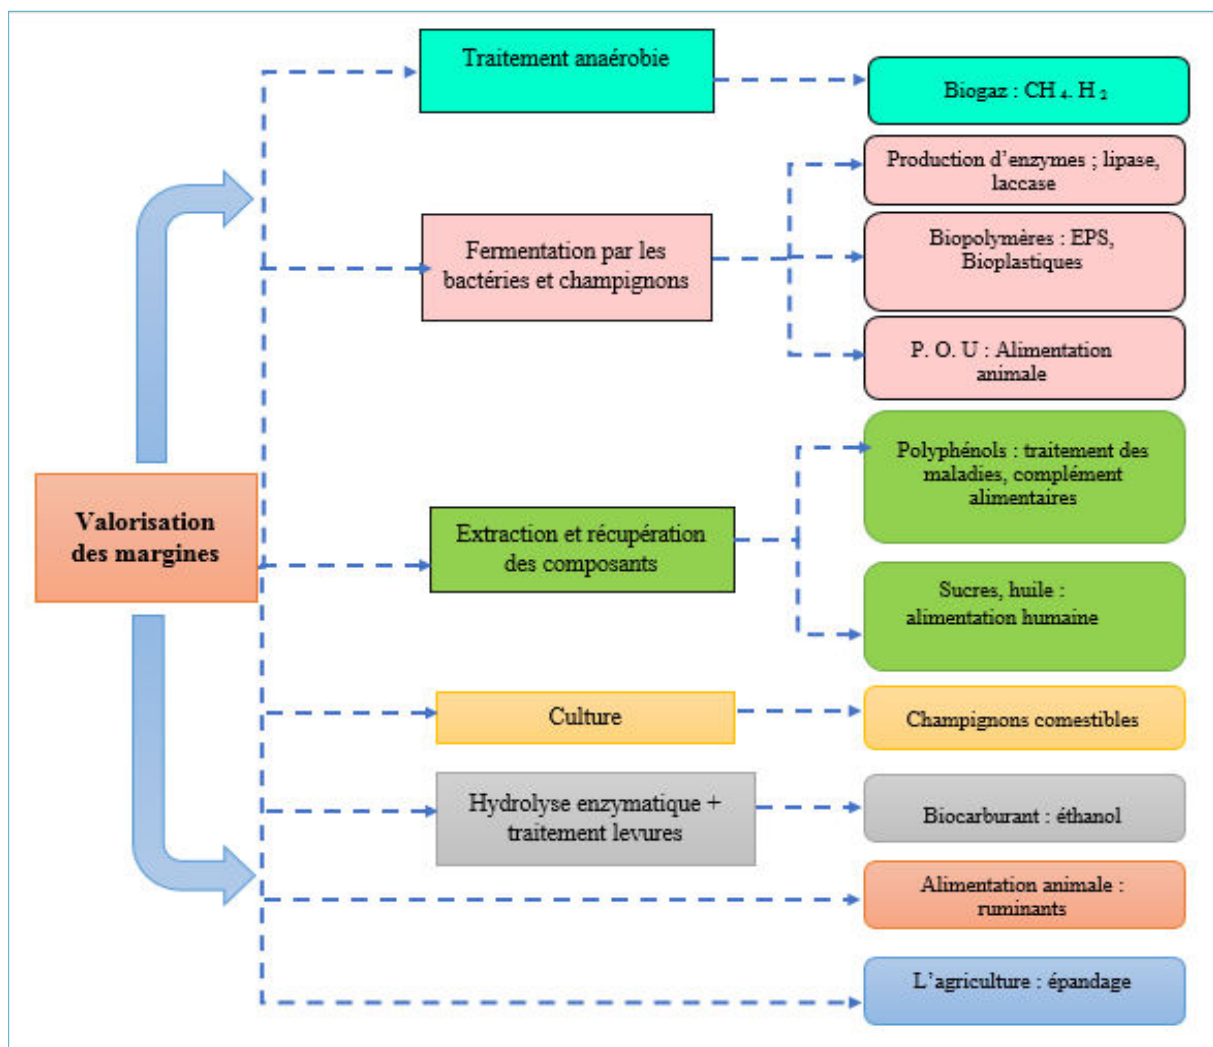 Traitement anaérobie
Biogaz : CH ₄. H ₂
Production d’enzymes ; lipase,
laccase
Fermentation par les
bactéries et champignons
Biopolymères : EPS,
Bioplastiques
P. O. U : Alimentation
animale
Polyphénols : traitement des
maladies, complément
alimentaires
Valorisation
des margines
Extraction et récupération
des composants
Sucres, huile :
alimentation humaine
Culture
Champignons comestibles
Hydrolyse enzymatique +
traitement levures
Biocarburant : éthanol
Alimentation animale :
ruminants
L’agriculture : épandage